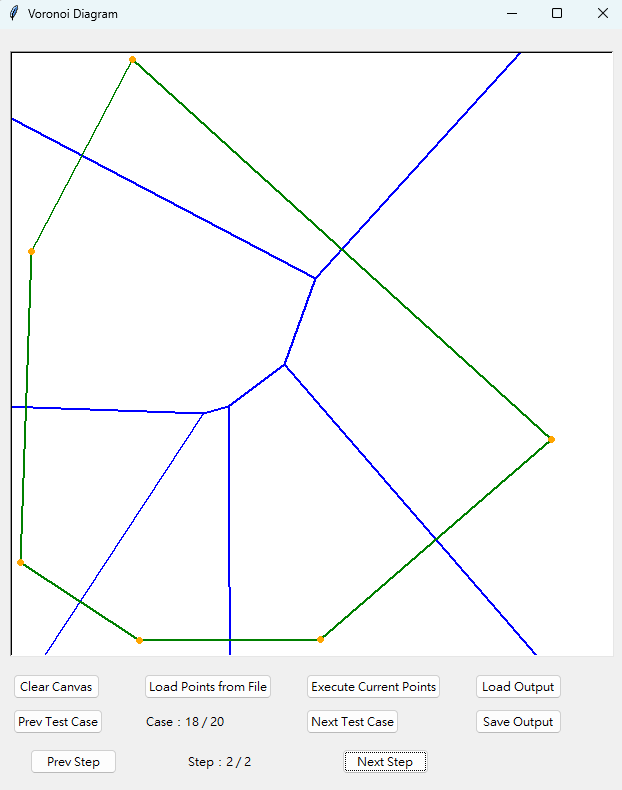 Voronoi Diagram
Clear Canvas Load Points from File Execute Current Points Load Output
Prev Test Case Case：18 / 20 Next Test Case Save Output
Prev Step Step：2 / 2 Next Step